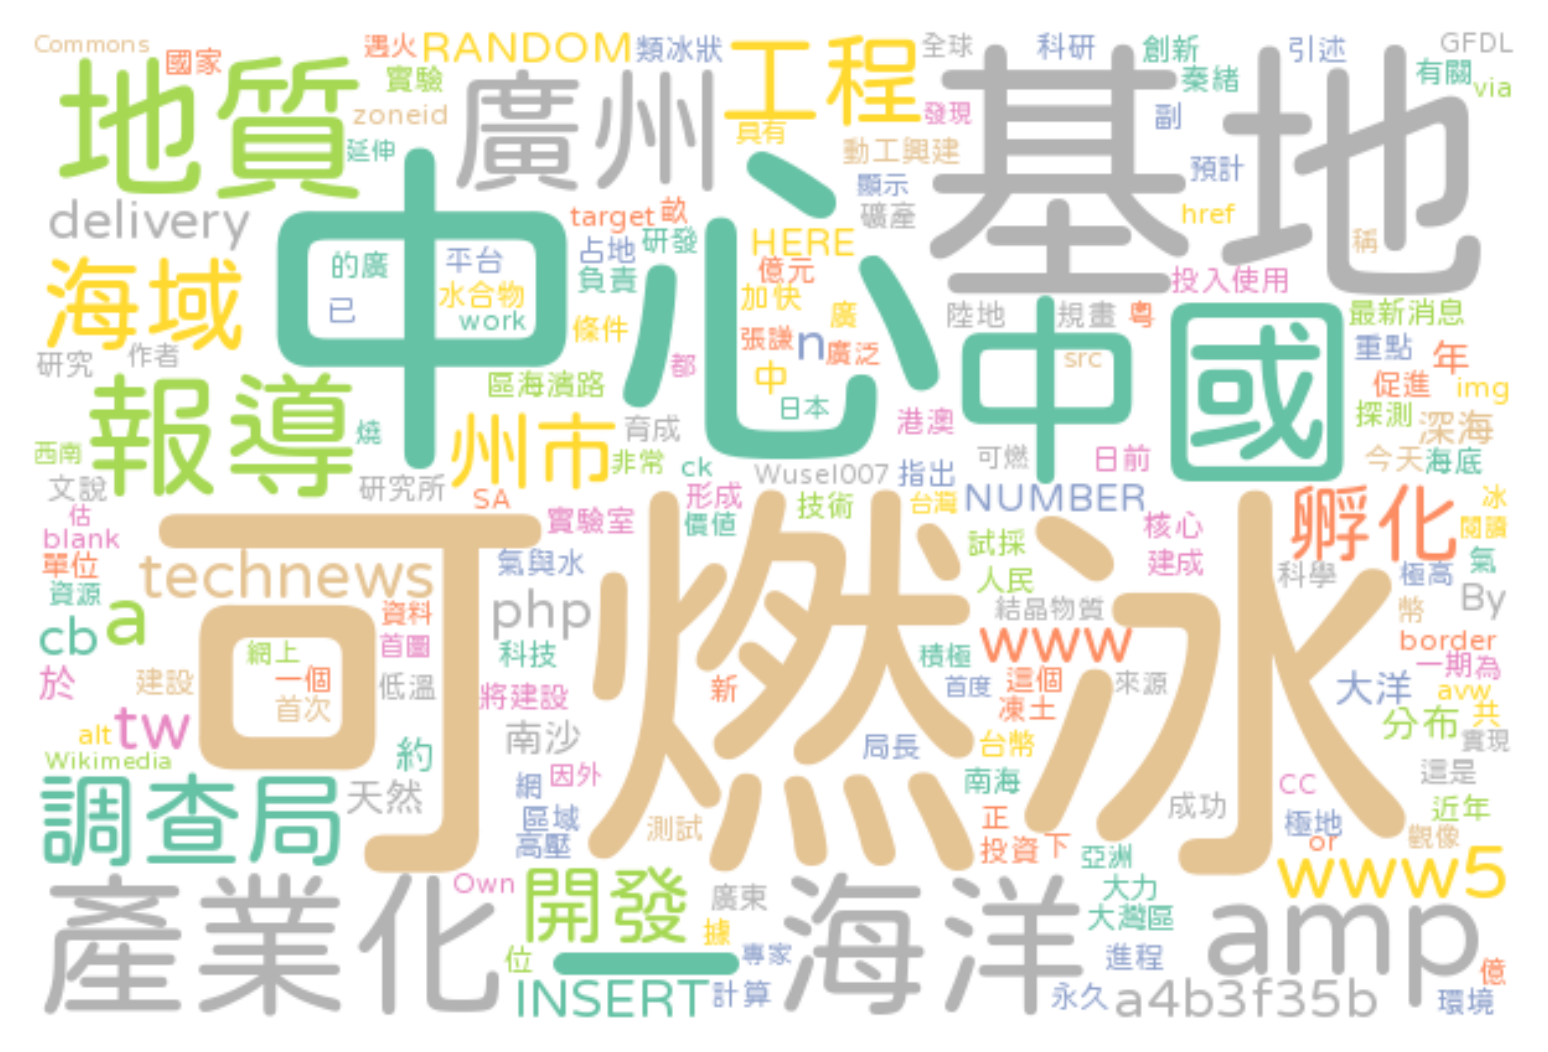 Commons
國家
遇火
RANDOM
類冰狀
工程
全球
科研
創新
引述
GFDL
地質
實驗
廣州
基地
秦緒
有關
via
zoneid
延伸
具有
發現
副
動工興建
預計
顯示
delivery
中心
target
畝
礦產
href
的廣
平台
占地
研發
HERE
稱
海域
已
水合物
work
負責
億元
加快
投入使用
條件
廣
陸地
規畫
粵
中國
最新消息
研究
作者
張謙
n
廣泛
src
重點
年
報導
區海濱路
都
中
促進
img
日本
燒
州市
育成
港澳
探測
深海
西南
非常
ck
Wusel007
指出
可燃
日前
今天
海底
文說
研究所
SA
形成
技術
台灣
NUMBER
孵化
冰
估
實驗室
價值
核心
閱讀
blank
可燃冰
試採
單位
technews
氣與水
人民
建成
科學
極高
氣
資源
a
資料
php
結晶物質
幣
By
cb
網上
首圖
科技
積極
www
border
於
建設
一個
低溫
將建設
新
首度
這個
來源
大洋
一期為
avw
首次
凍土
alt
tw
約
南沙
局長
台幣
分布
共
Wikimedia
因外
實現
調查局
天然
網
南海
CC
這是
區域
測試
正
成功
極地
近年
高壓
投資
下
亞洲
or
觀像
產業化
Own
開發
廣東
海洋
大力
www5
大灣區
amp
據
位
一
專家
進程
億
INSERT
計算
永久
a4b3f35b
環境